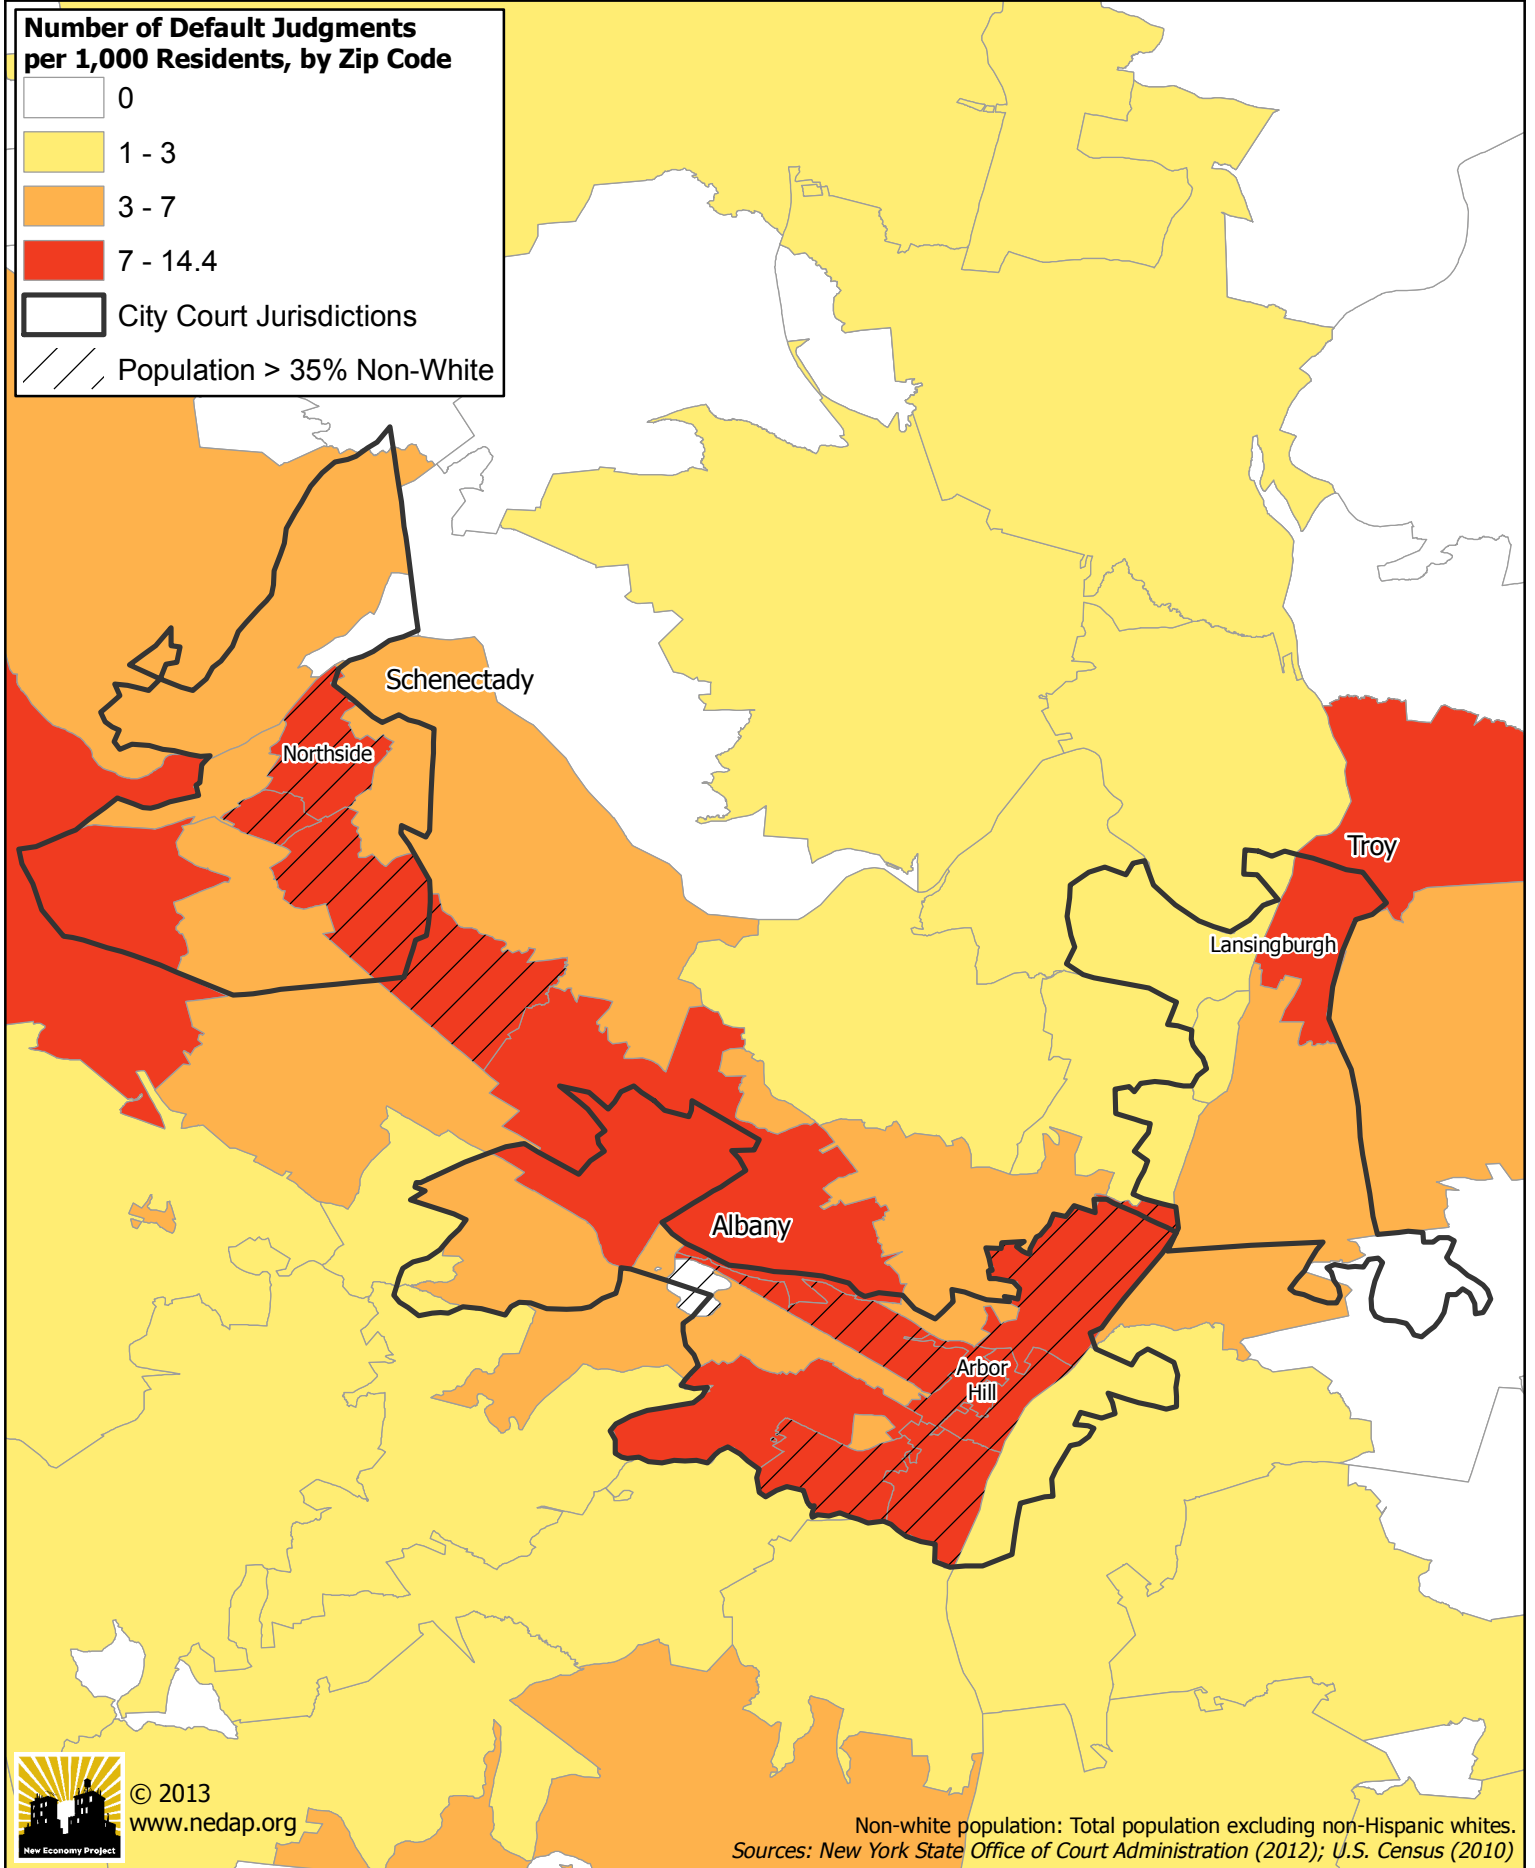 Number of Default Judgments
per 1,000 Residents, by Zip Code
0
1 - 3
3 - 7
7 - 14.4
City Court Jurisdictions
Population > 35% Non-White
Schenectady
Northside
Troy
Lansingburgh
Albany
Arbor
Hill
New Economy Project
© 2013
www.nedap.org
Non-white population: Total population excluding non-Hispanic whites.
Sources: New York State Office of Court Administration (2012); U.S. Census (2010)